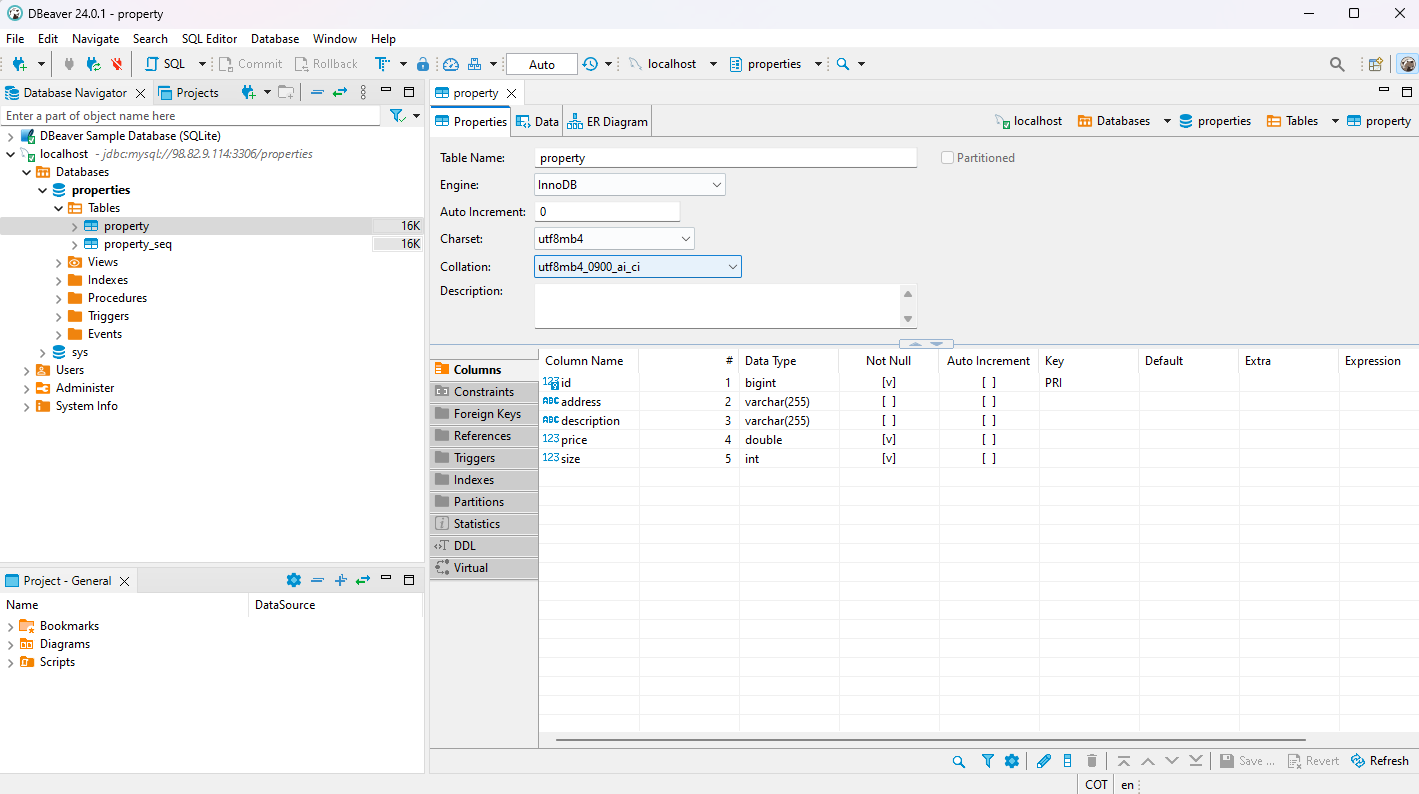 DBeaver 24.0.1 - property
File Edit Navigate Search SQL Editor Database Window Help
SQL Commit Rollback Auto localhost properties
Database Navigator Projects
Enter a part of object name here
DBeaver Sample Database (SQLite)
localhost - jdbc:mysql://98.82.9.114:3306/properties
Databases
properties
Tables
property 16K
property_seq 16K
Views
Indexes
Procedures
Triggers
Events
sys
Users
Administer
System Info
Project - General
Name DataSource
Bookmarks
Diagrams
Scripts
property
Properties Data ER Diagram localhost Databases properties Tables property
Table Name: property Partitioned
Engine: InnoDB
Auto Increment: 0
Charset: utf8mb4
Collation: utf8mb4_0900_ai_ci
Description:
Columns
Constraints
Foreign Keys
References
Triggers
Indexes
Partitions
Statistics
DDL
Virtual
Column Name # Data Type Not Null Auto Increment Key Default Extra Expression
123 id 1 bigint [v] [ ] PRI
ABC address 2 varchar(255) [ ] [ ]
ABC description 3 varchar(255) [ ] [ ]
123 price 4 double [v] [ ]
123 size 5 int [v] [ ]
Save ... Revert Refresh
COT en